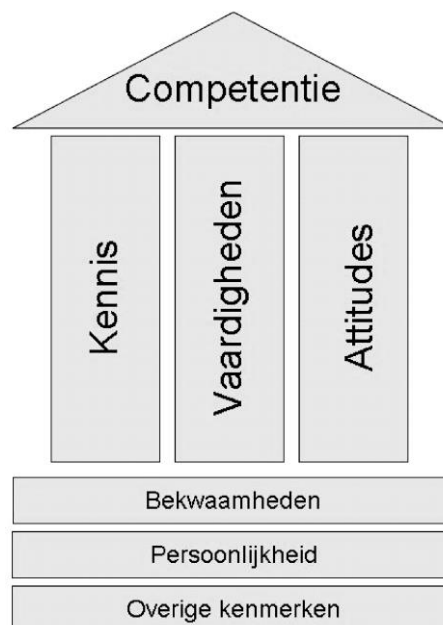 Competentie
Kennis
Vaardigheden
Attitudes
Bekwaamheden
Persoonlijkheid
Overige kenmerken